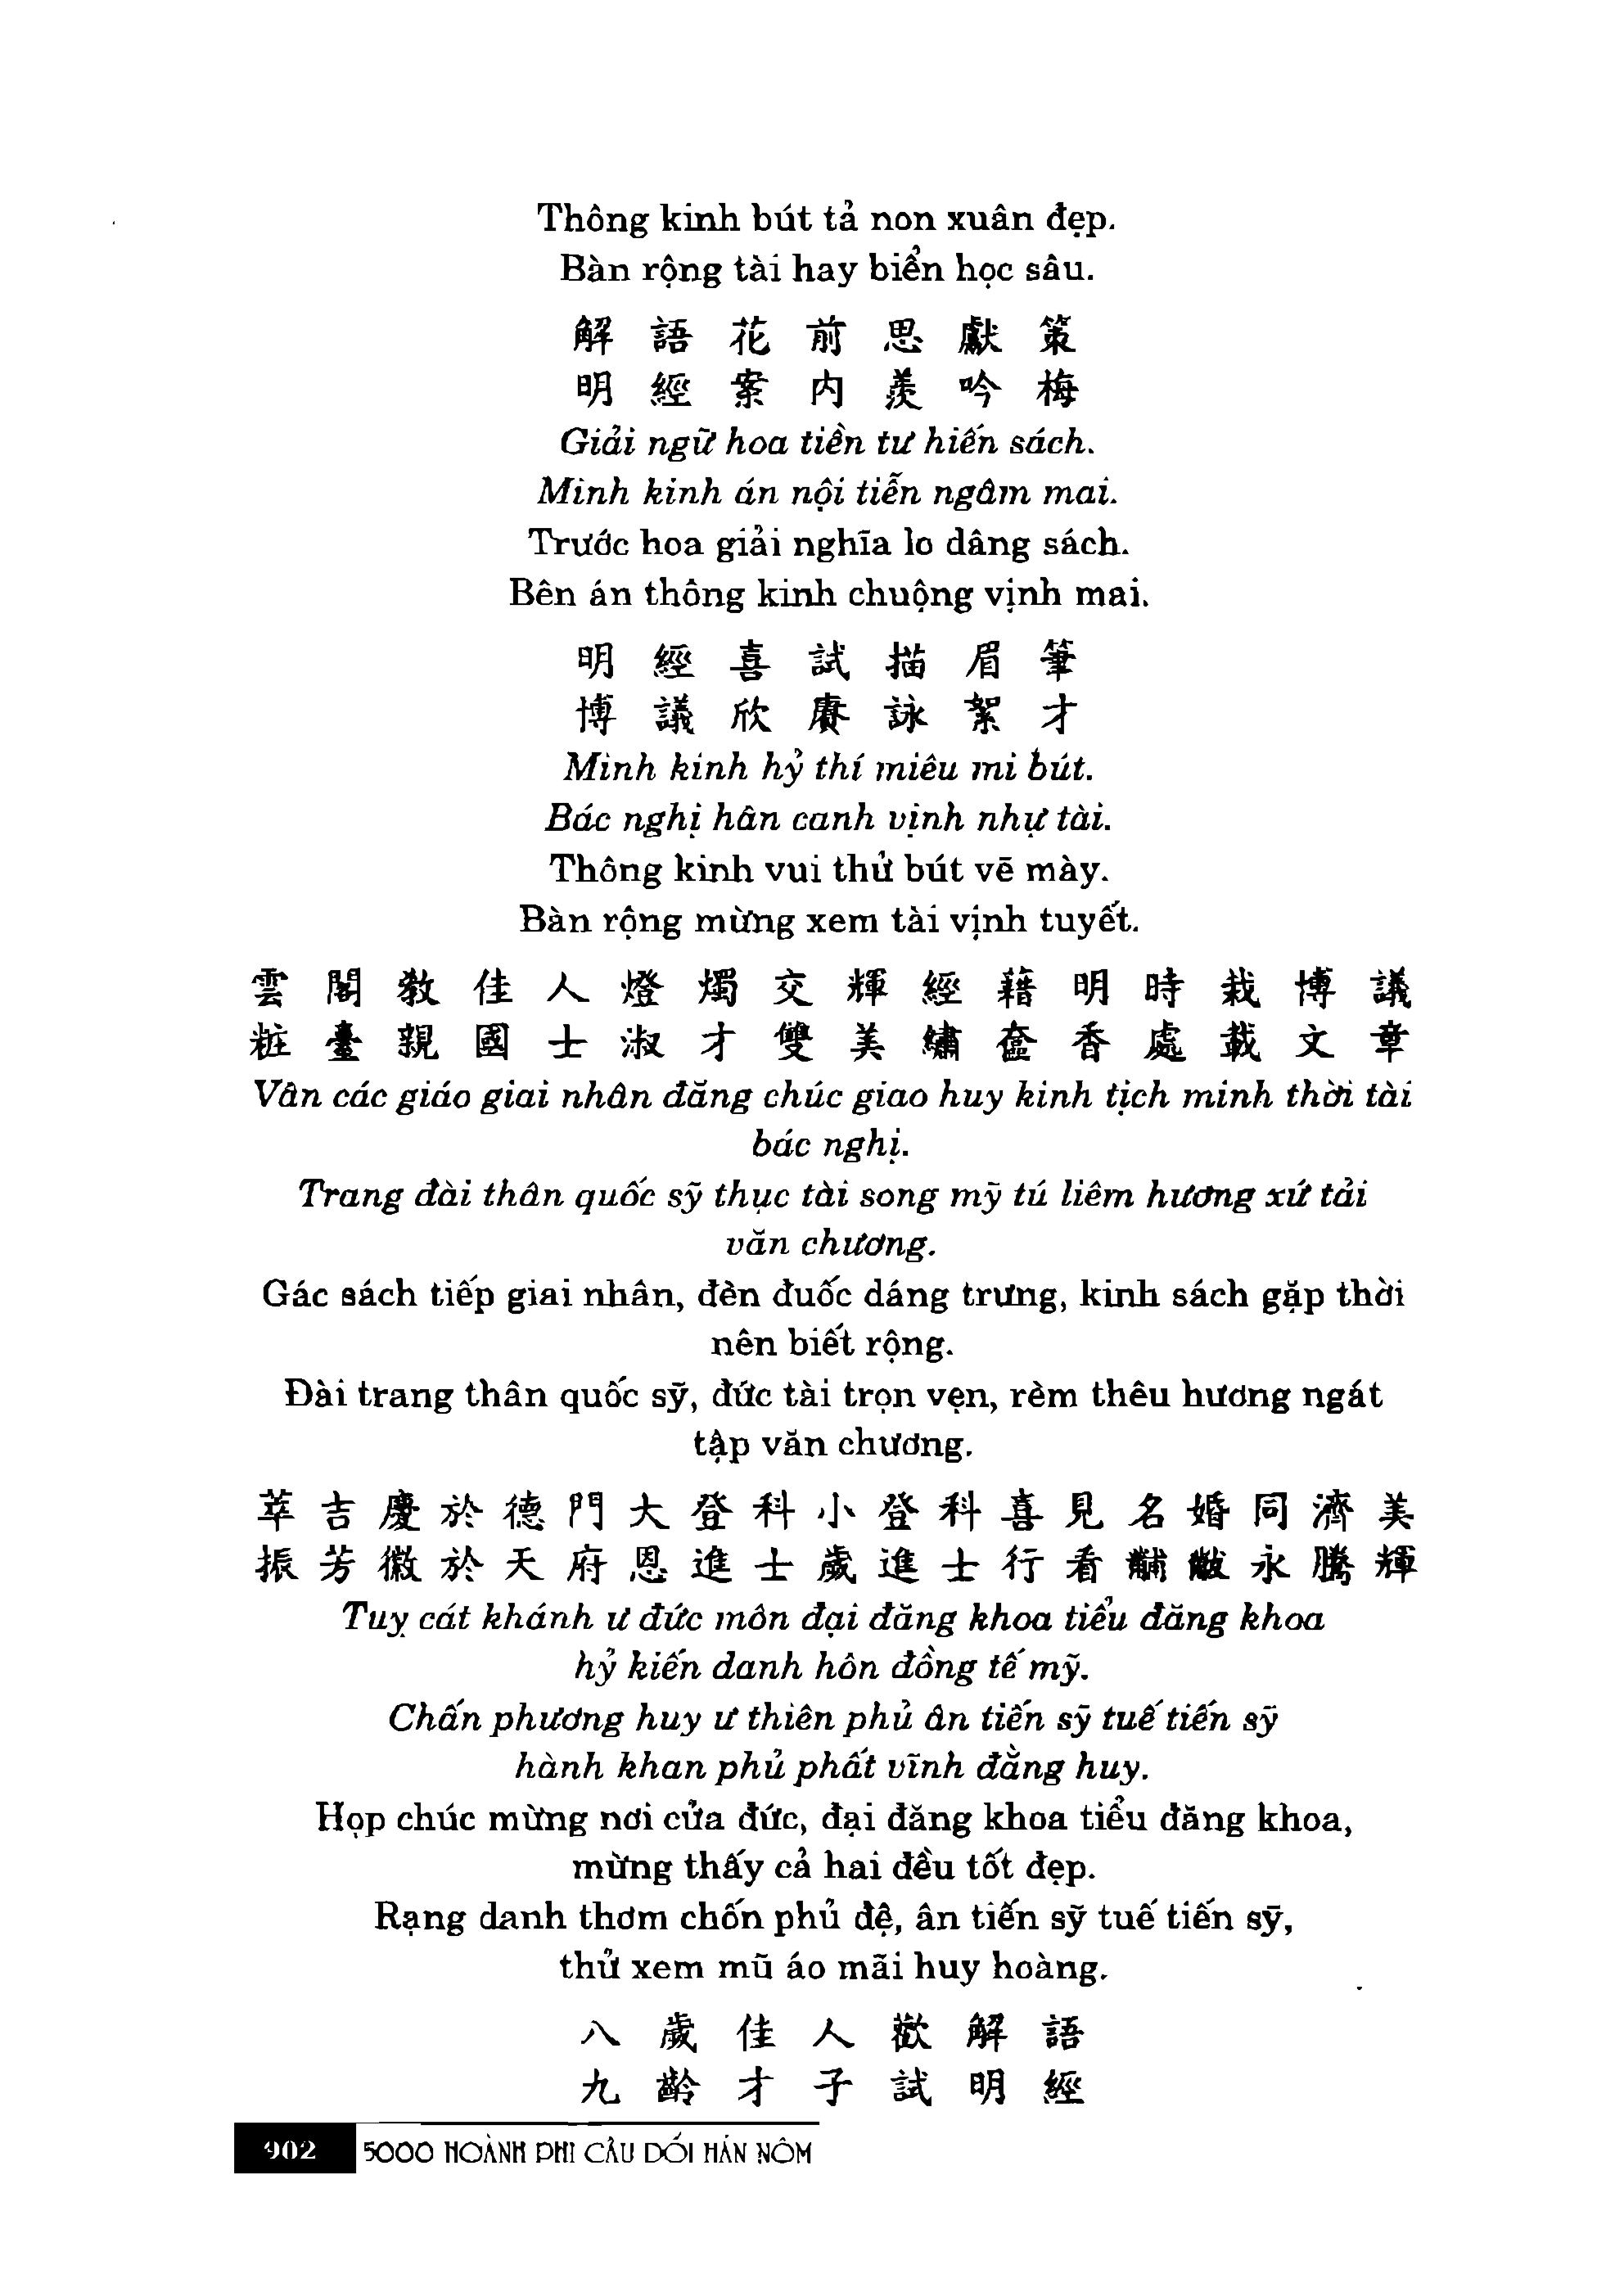 Thông kinh bút tả non xuân đẹp.
Bàn rộng tài hay biển học sâu.
解語花前思獻策
明經案内羨吟梅
Giải ngữ hoa tiền tư hiến sách.
Minh kinh án nội tiễn ngâm mai.
Trước hoa giải nghĩa lo dâng sách.
Bên án thông kinh chuộng vịnh mai.
明經喜試描眉筆
博議欣賡詠絮才
Minh kinh hỷ thí miêu mi bút.
Bác nghị hân canh vịnh nhự tài.
Thông kinh vui thử bút vẽ mày.
Bàn rộng mừng xem tài vịnh tuyết.
雲閣教佳人燈燭交輝經藉明時栽博議
粧臺親國士淑才雙美繡奩香處載文章
Vân các giáo giai nhân đăng chúc giao huy kinh tịch minh thời tài
bác nghị.
Trang đài thân quốc sỹ thục tài song mỹ tú liêm hương xứ tải
văn chương.
Gác sách tiếp giai nhân, đèn đuốc dáng trưng, kinh sách gặp thời
nên biết rộng.
Đài trang thân quốc sỹ, đức tài trọn vẹn, rèm thêu hương ngát
tập văn chương.
萃吉慶於德門大登科小登科喜見名婚同濟美
振芳徽於天府恩進士歲進士行看黼黻永騰輝
Tuỵ cát khánh ư đức môn đại đăng khoa tiểu đăng khoa
hỷ kiến danh hôn đồng tế mỹ.
Chấn phương huy ư thiên phủ ân tiến sỹ tuế tiến sỹ
hành khan phủ phất vĩnh đằng huy.
Họp chúc mừng nơi cửa đức, đại đăng khoa tiểu đăng khoa,
mừng thấy cả hai đều tốt đẹp.
Rạng danh thơm chốn phủ đệ, ân tiến sỹ tuế tiến sỹ,
thử xem mũ áo mãi huy hoàng.
八歲佳人歡解語
九齡才子試明經
902 5000 HOÀNH PHI CÂU ĐỐI HÁN NÔM